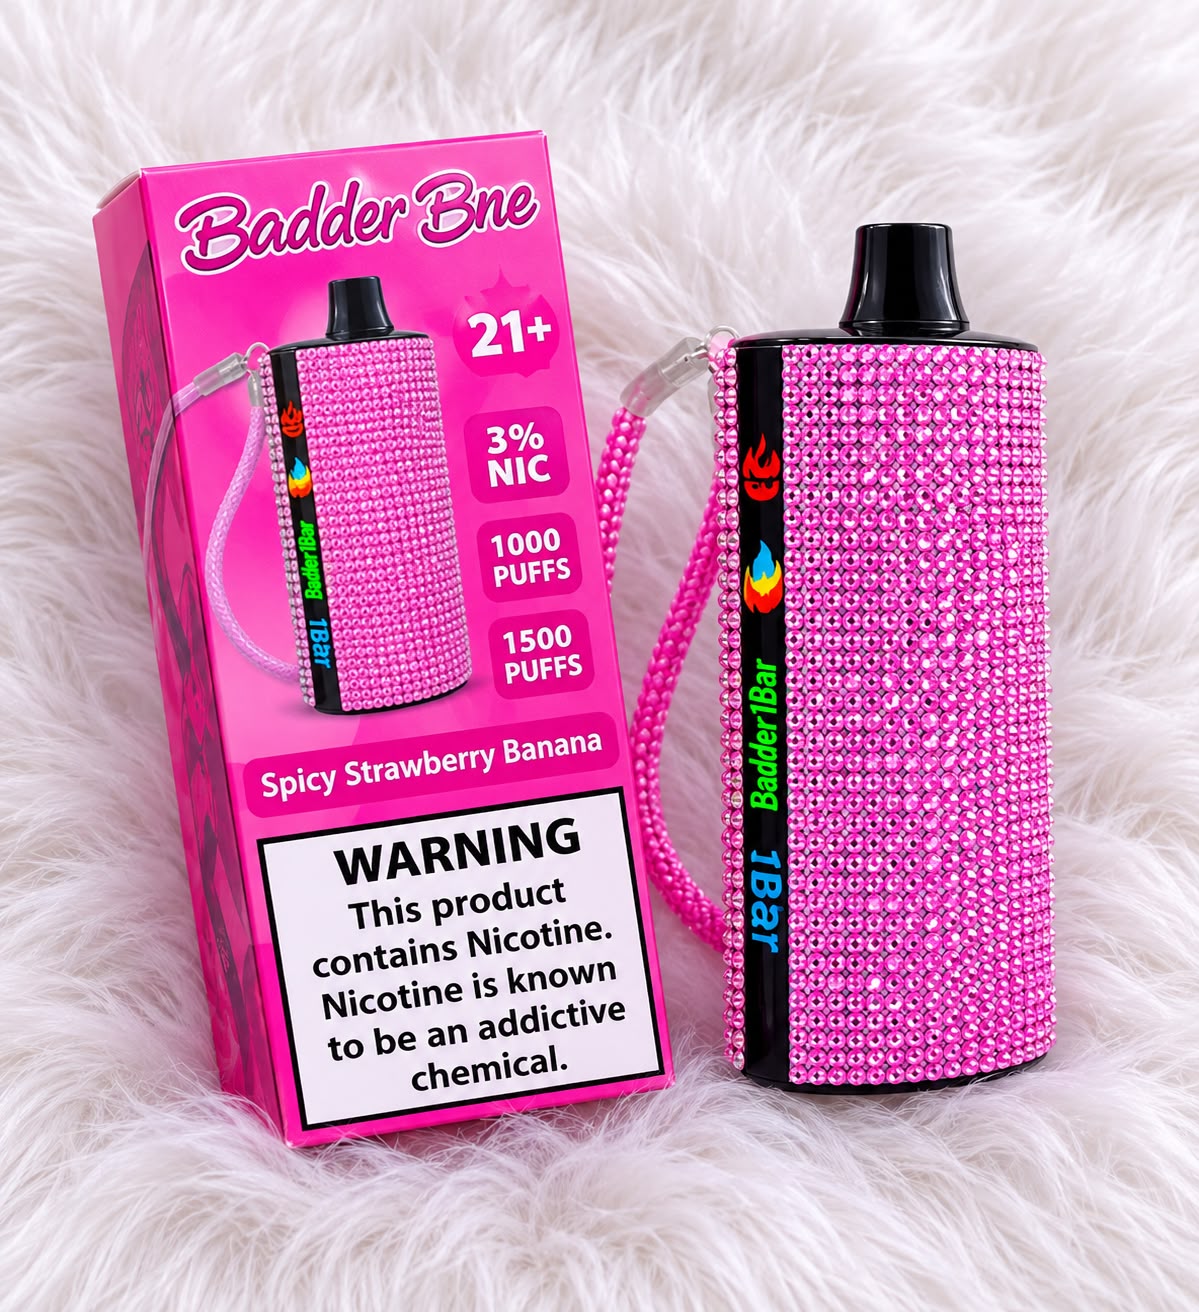 Badder Bne
21+
3%
NIC
1000
PUFFS
1500
PUFFS
Badder1Bar
1Bar
Spicy Strawberry Banana
WARNING
This product
contains Nicotine.
Nicotine is known
to be an addictive
chemical.
Badder1Bar
1Bar